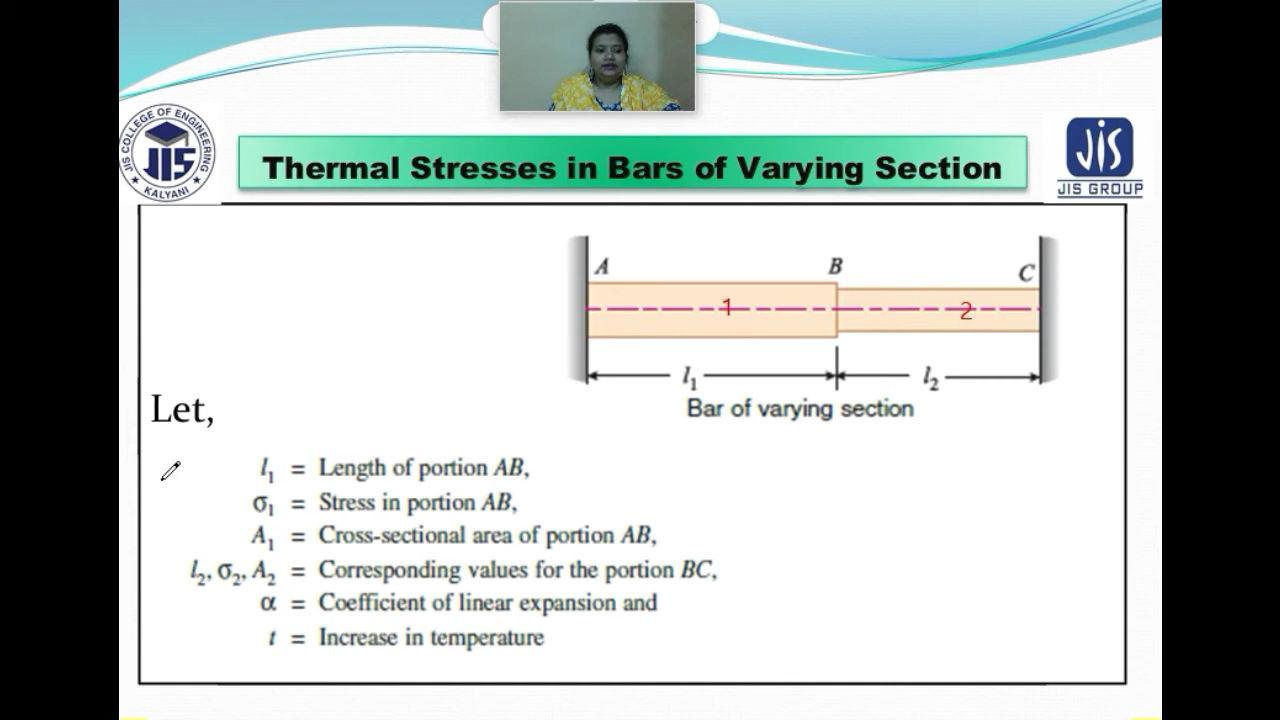 JIS COLLEGE OF ENGINEERING
JIS
KALYANI
Thermal Stresses in Bars of Varying Section
JIS
JIS GROUP
A
B
C
1
2
l₁
l₂
Bar of varying section
Let,
l₁ = Length of portion AB,
σ₁ = Stress in portion AB,
A₁ = Cross-sectional area of portion AB,
l₂, σ₂, A₂ = Corresponding values for the portion BC,
α = Coefficient of linear expansion and
t = Increase in temperature